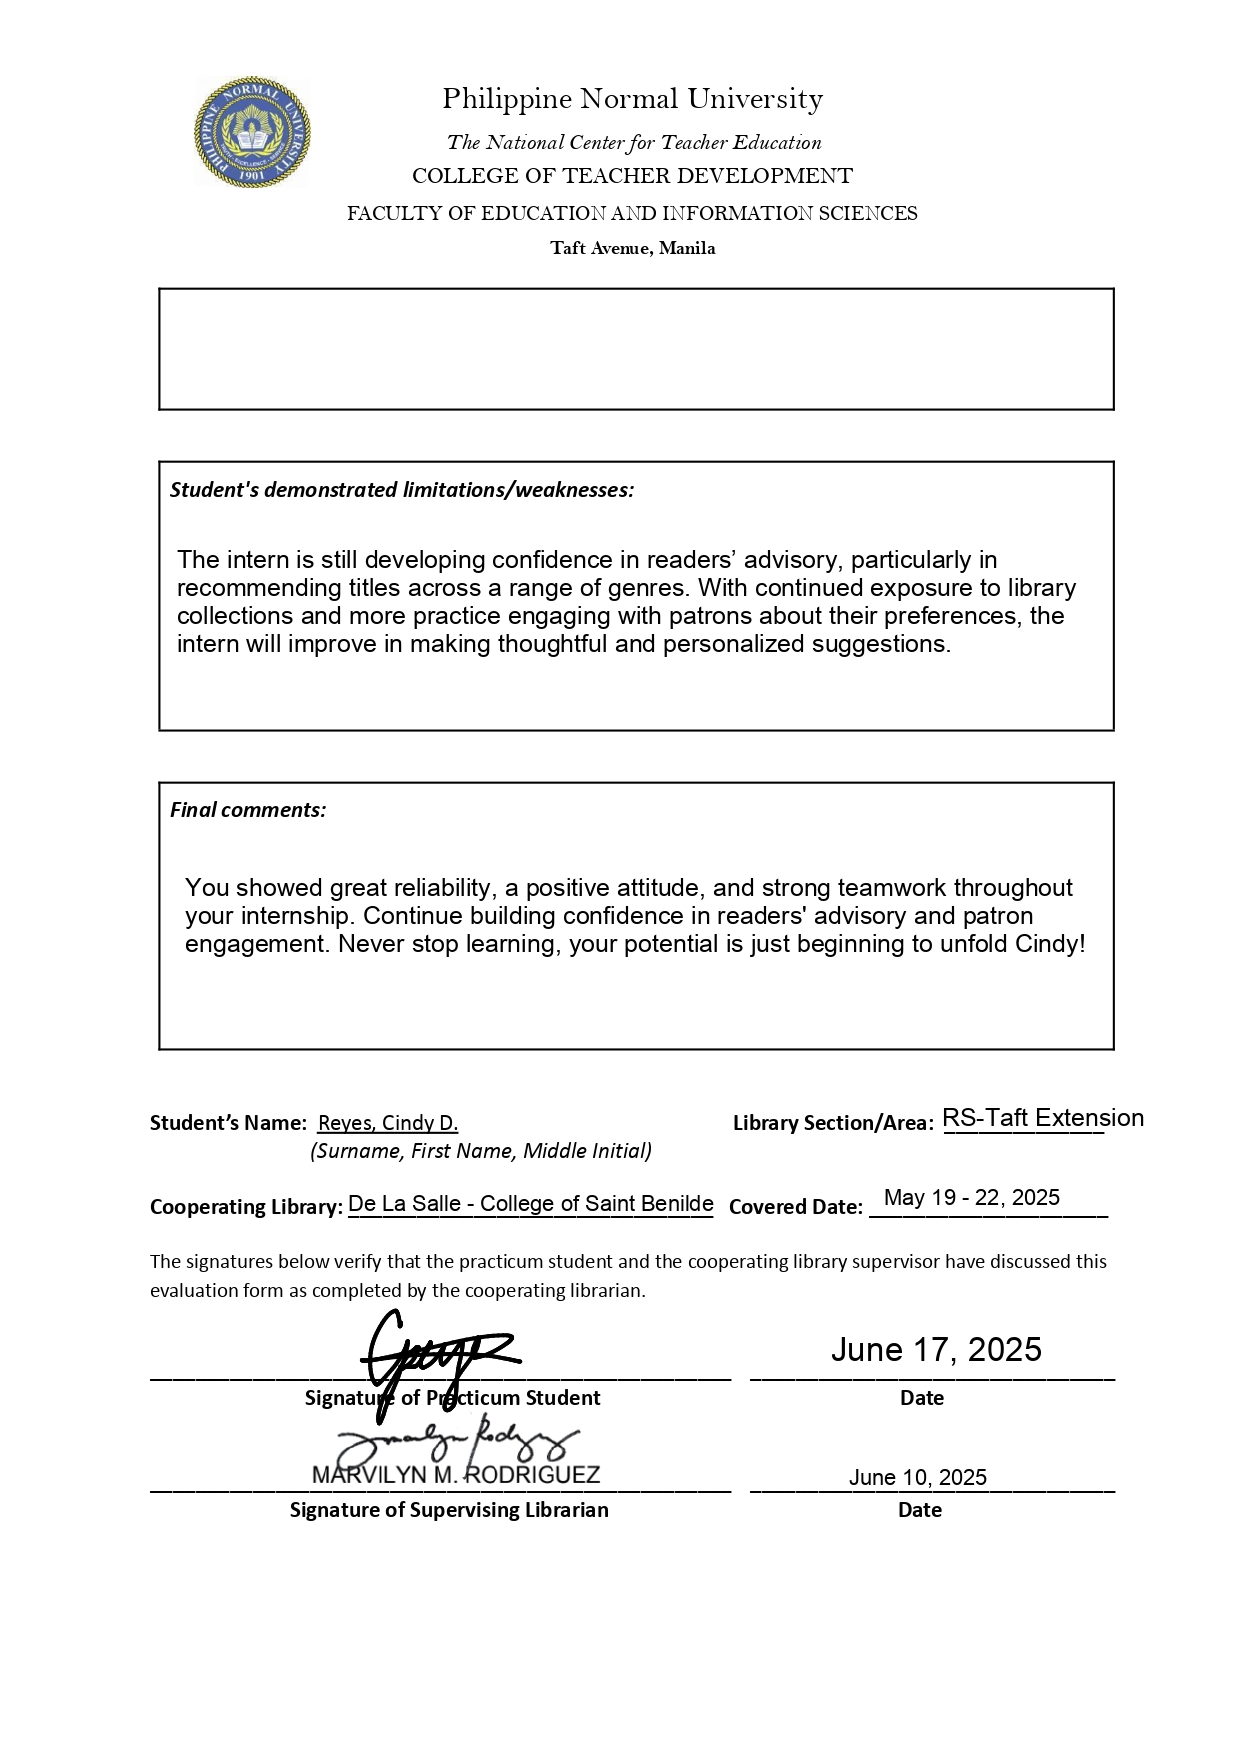 PHILIPPINE NORMAL UNIVERSITY
1901
Philippine Normal University
The National Center for Teacher Education
COLLEGE OF TEACHER DEVELOPMENT
FACULTY OF EDUCATION AND INFORMATION SCIENCES
Taft Avenue, Manila
Student's demonstrated limitations/weaknesses:
The intern is still developing confidence in readers’ advisory, particularly in
recommending titles across a range of genres. With continued exposure to library
collections and more practice engaging with patrons about their preferences, the
intern will improve in making thoughtful and personalized suggestions.
Final comments:
You showed great reliability, a positive attitude, and strong teamwork throughout
your internship. Continue building confidence in readers' advisory and patron
engagement. Never stop learning, your potential is just beginning to unfold Cindy!
Student’s Name: Reyes, Cindy D. Library Section/Area: RS-Taft Extension
(Surname, First Name, Middle Initial)
Cooperating Library: De La Salle - College of Saint Benilde Covered Date: May 19 - 22, 2025
The signatures below verify that the practicum student and the cooperating library supervisor have discussed this
evaluation form as completed by the cooperating librarian.
June 17, 2025
Signature of Practicum Student Date
MARVILYN M. RODRIGUEZ June 10, 2025
Signature of Supervising Librarian Date